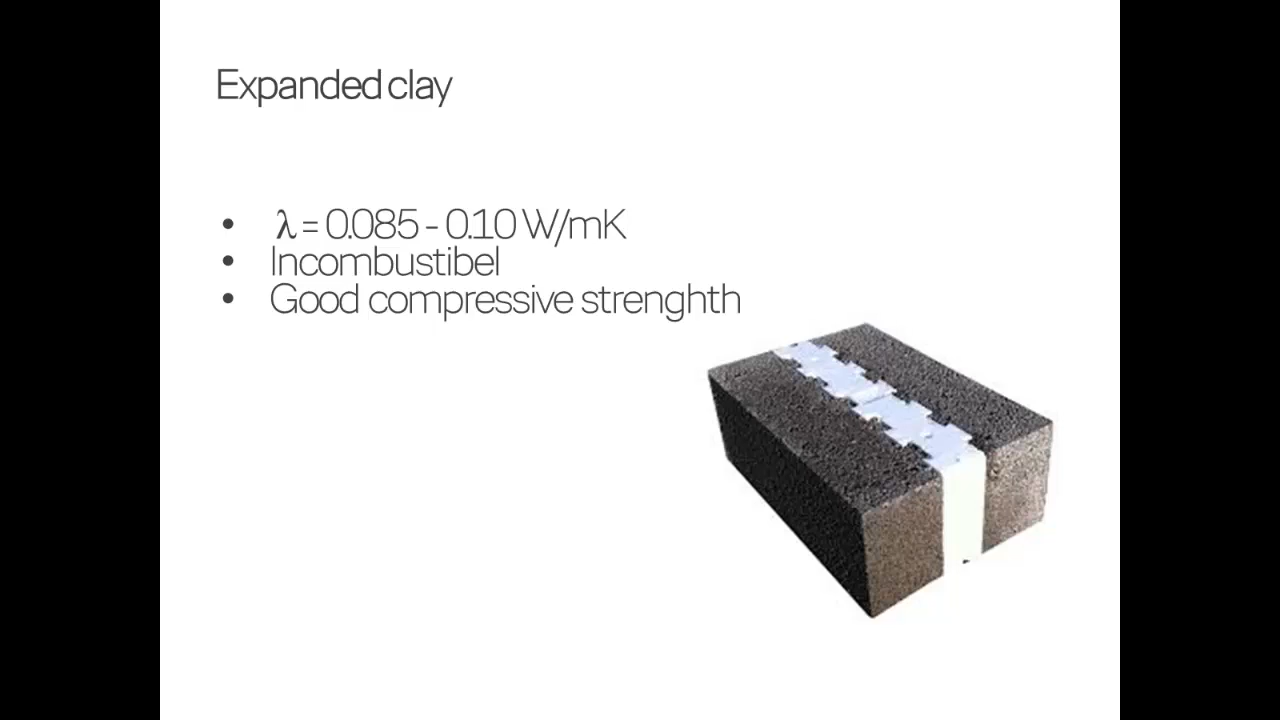 Expanded clay
• λ = 0.085 - 0.10 W/mK
• Incombustibel
• Good compressive strenghth